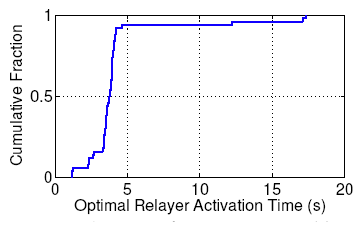 1
0.5
0
0 5 10 15 20
Cumulative Fraction
Optimal Relayer Activation Time (s)